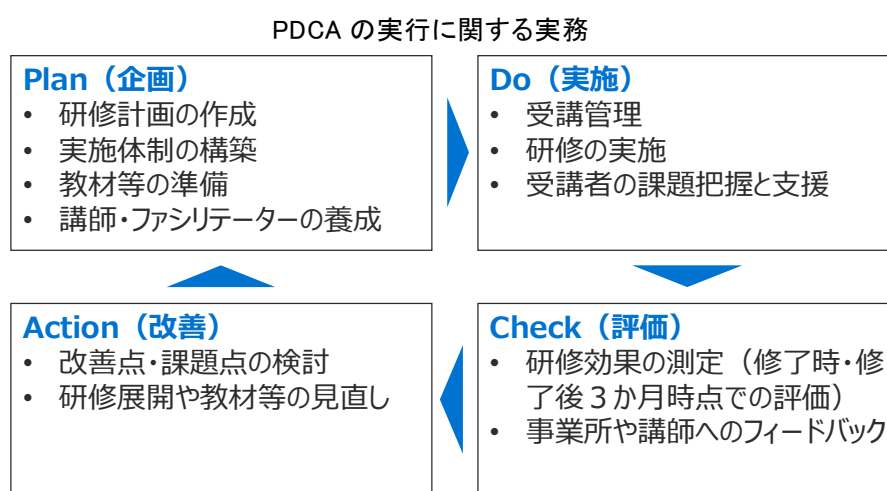 PDCA の実行に関する実務
Plan（企画）
• 研修計画の作成
• 実施体制の構築
• 教材等の準備
• 講師・ファシリテーターの養成
Do（実施）
• 受講管理
• 研修の実施
• 受講者の課題把握と支援
Action（改善）
• 改善点・課題点の検討
• 研修展開や教材等の見直し
Check（評価）
• 研修効果の測定（修了時・修
了後３か月時点での評価）
• 事業所や講師へのフィードバック